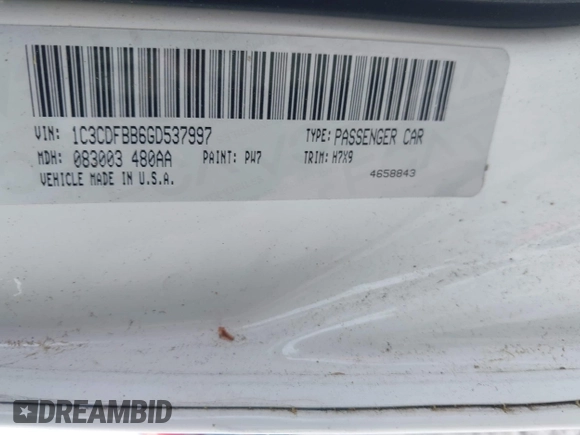 VIN: 1C3CDFBB6GD537997 TYPE: PASSENGER CAR
MDH: 083003 480AA PAINT: PW7 TRIM: H7X9
VEHICLE MADE IN U.S.A. 4658843
DREAMBID